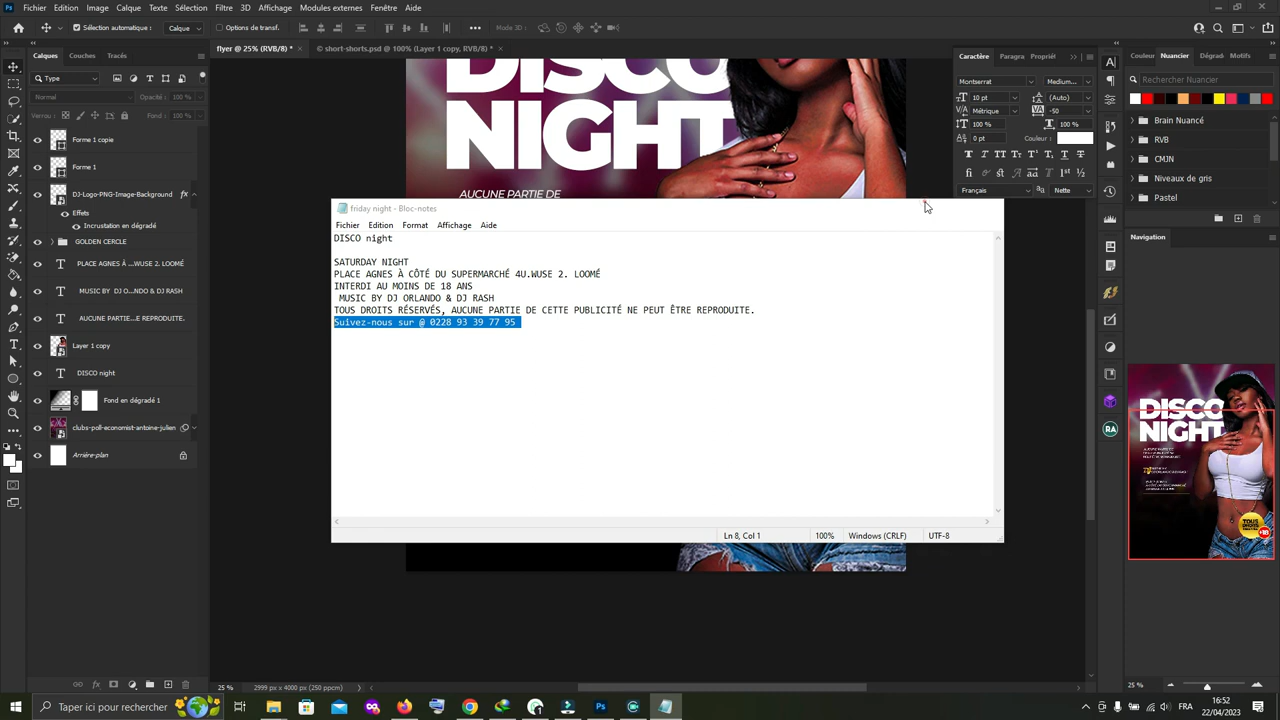 Fichier Edition Image Calque Texte Sélection Filtre 3D Affichage Modules externes Fenêtre Aide
Sélection automatique : Calque Options de transf. Mode 3D :
flyer @ 25% (RVB/8) * × © short-shorts.psd @ 100% (Layer 1 copy, RVB/8) * ×
Calques Couches Tracés
Type
Normal Opacité : 100 %
Verrou : Fond : 100 %
Forme 1 copie
Forme 1
DJ-Logo-PNG-Image-Background fx
Effets
Incrustation en dégradé
GOLDEN CERCLE
PLACE AGNES À ...WUSE 2. LOOMÉ
MUSIC BY DJ O...NDO & DJ RASH
AUCUNE PARTIE...E REPRODUITE.
Layer 1 copy
DISCO night
Fond en dégradé 1
clubs-poll-economist-antoine-julien
Arrière-plan
DISCO
NIGHT
AUCUNE PARTIE DE
friday night - Bloc-notes
Fichier Edition Format Affichage Aide
DISCO night
SATURDAY NIGHT
PLACE AGNES À CÔTÉ DU SUPERMARCHÉ 4U.WUSE 2. LOOMÉ
INTERDI AU MOINS DE 18 ANS
MUSIC BY DJ ORLANDO & DJ RASH
TOUS DROITS RÉSERVÉS, AUCUNE PARTIE DE CETTE PUBLICITÉ NE PEUT ÊTRE REPRODUITE.
Suivez-nous sur @ 0228 93 39 77 95
Ln 8, Col 1 100% Windows (CRLF) UTF-8
Caractère Paragra Propriét
Montserrat Medium...
10 pt (Auto)
Métrique -50
100 % 100 %
0 pt Couleur :
Français Nette
Couleur Nuancier Dégradé Motifs
Rechercher Nuancier
Brain Nuancé
RVB
CMJN
Niveaux de gris
Pastel
Navigation
DISCO
NIGHT
TOUS
DROITS
+18
25 %
25 % 2999 px x 4000 px (250 ppcm)
Taper ici pour rechercher
FRA
16:52
22/04/2023